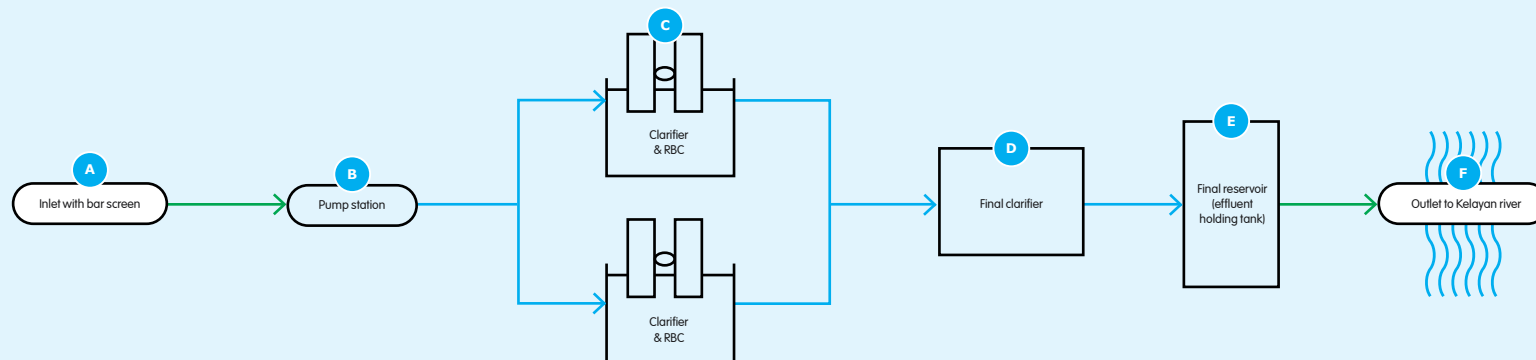 A
Inlet with bar screen
B
Pump station
C
Clarifier
& RBC
Clarifier
& RBC
D
Final clarifier
E
Final reservoir
(effluent
holding tank)
F
Outlet to Kelayan river